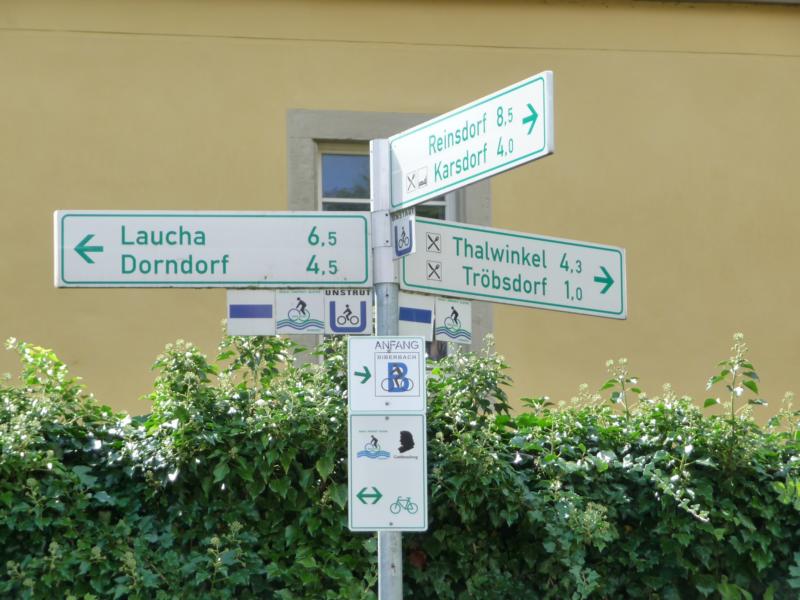 Reinsdorf 8,5
Karsdorf 4,0
Laucha 6,5
Dorndorf 4,5
Thalwinkel 4,3
Tröbsdorf 1,0
UNSTRUT
U
ANFANG
BIBERBACH
B